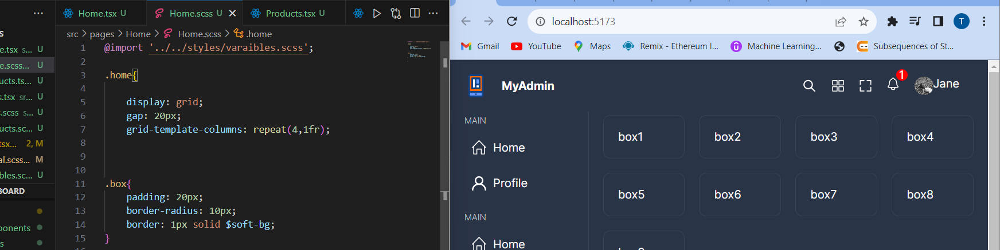 Home.tsx U
Home.scss U
Products.tsx U
src > pages > Home > Home.scss > .home
S
e.tsx s... U
e.scss... U
ucts.ts... U
s.tsx sr... U
.scss s... U
ucts.sc... U
tsx... 2, M
al.scss... M
bles.sc... U
BOARD
ponents
s
1 @import '../../styles/varaibles.scss';
2
3 .home{
4
5 display: grid;
6 gap: 20px;
7 grid-template-columns: repeat(4,1fr);
8
9
10
11 .box{
12 padding: 20px;
13 border-radius: 10px;
14 border: 1px solid $soft-bg;
15 }
localhost:5173
T
Gmail
YouTube
Maps
Remix - Ethereum I...
Machine Learning...
Subsequences of St...
MyAdmin
1
Jane
MAIN
Home
Profile
MAIN
Home
box1 box2 box3 box4
box5 box6 box7 box8